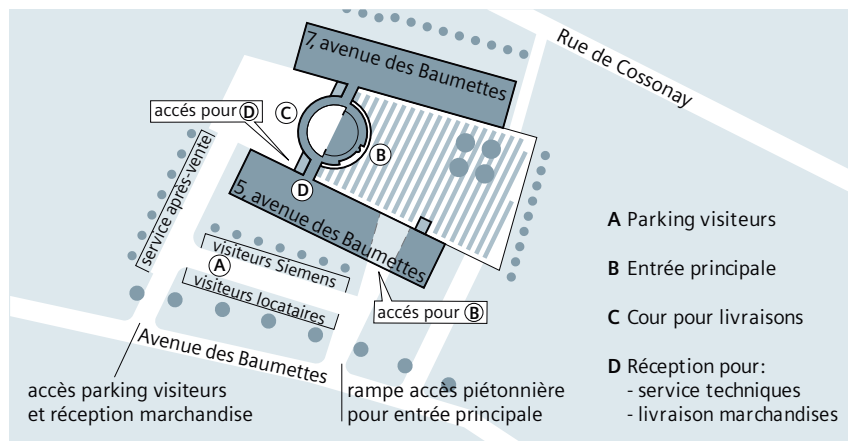 7, avenue des Baumettes
Rue de Cossonay
accés pour D
C
B
D
5, avenue des Baumettes
service après-vente
visiteurs Siemens
A
visiteurs locataires
accés pour B
Avenue des Baumettes
accès parking visiteurs
et réception marchandise
rampe accès piétonnière
pour entrée principale
A Parking visiteurs
B Entrée principale
C Cour pour livraisons
D Réception pour:
- service techniques
- livraison marchandises